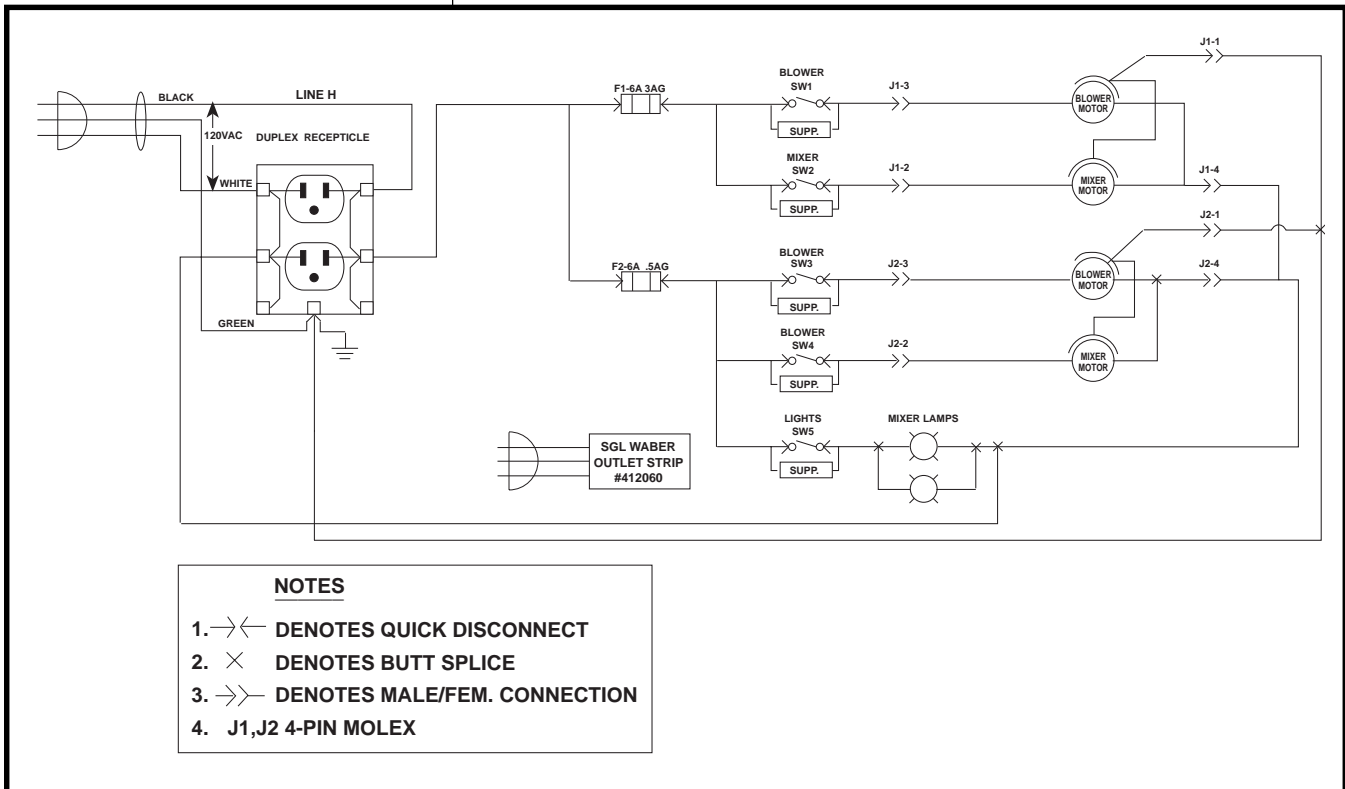 J1-1
BLOWER
SW1
J1-3
F1-6A 3AG
BLACK
LINE H
BLOWER
MOTOR
120VAC
DUPLEX RECEPTICLE
SUPP.
MIXER
SW2
J1-2
J1-4
WHITE
MIXER
MOTOR
SUPP.
J2-1
BLOWER
SW3
J2-3
J2-4
F2-6A .5AG
BLOWER
MOTOR
SUPP.
GREEN
BLOWER
SW4
J2-2
MIXER
MOTOR
SUPP.
LIGHTS
SW5
MIXER LAMPS
SUPP.
SGL WABER
OUTLET STRIP
#412060
NOTES
1. DENOTES QUICK DISCONNECT
2. DENOTES BUTT SPLICE
3. DENOTES MALE/FEM. CONNECTION
4. J1,J2 4-PIN MOLEX